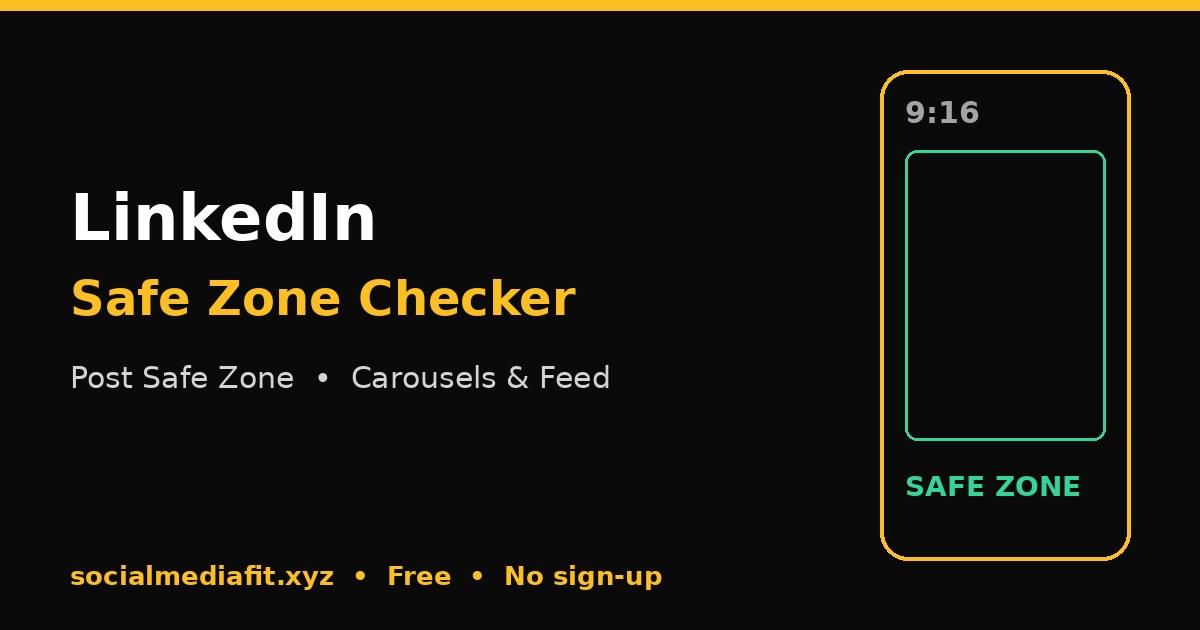 LinkedIn
Safe Zone Checker
Post Safe Zone • Carousels & Feed
socialmediafit.xyz • Free • No sign-up
9:16
SAFE ZONE